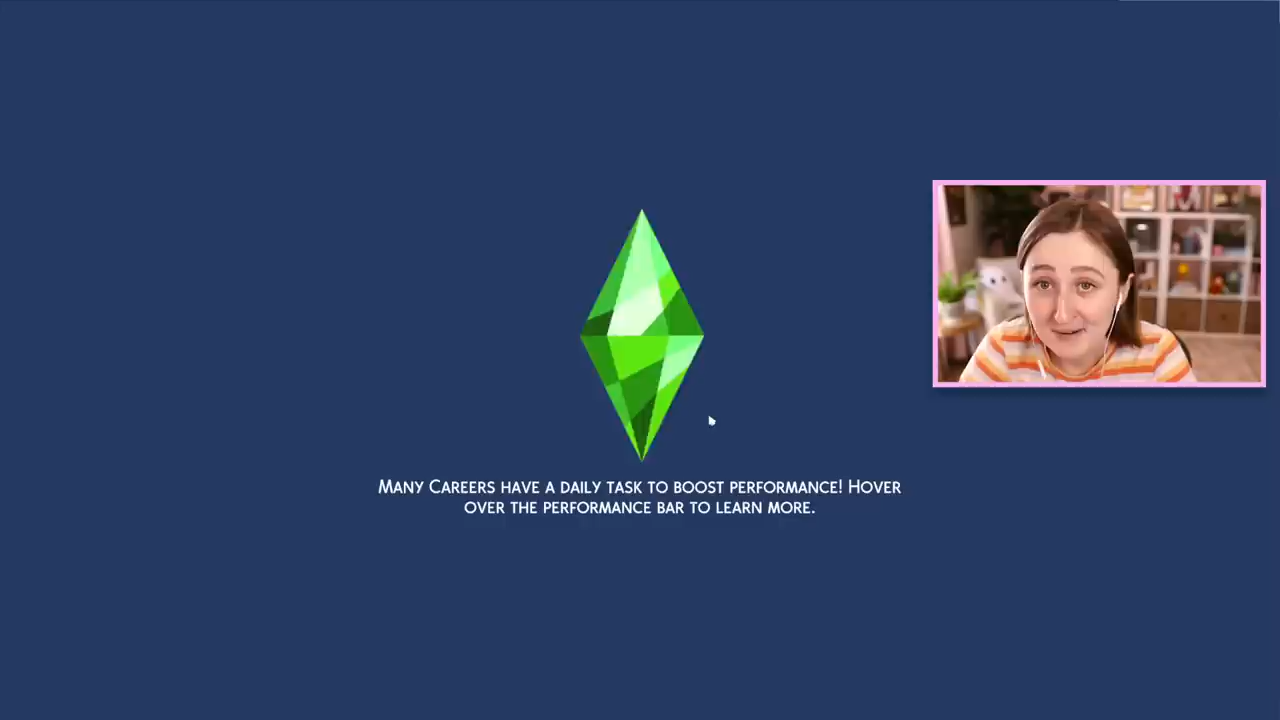 Many Careers have a daily task to boost performance! Hover
over the performance bar to learn more.